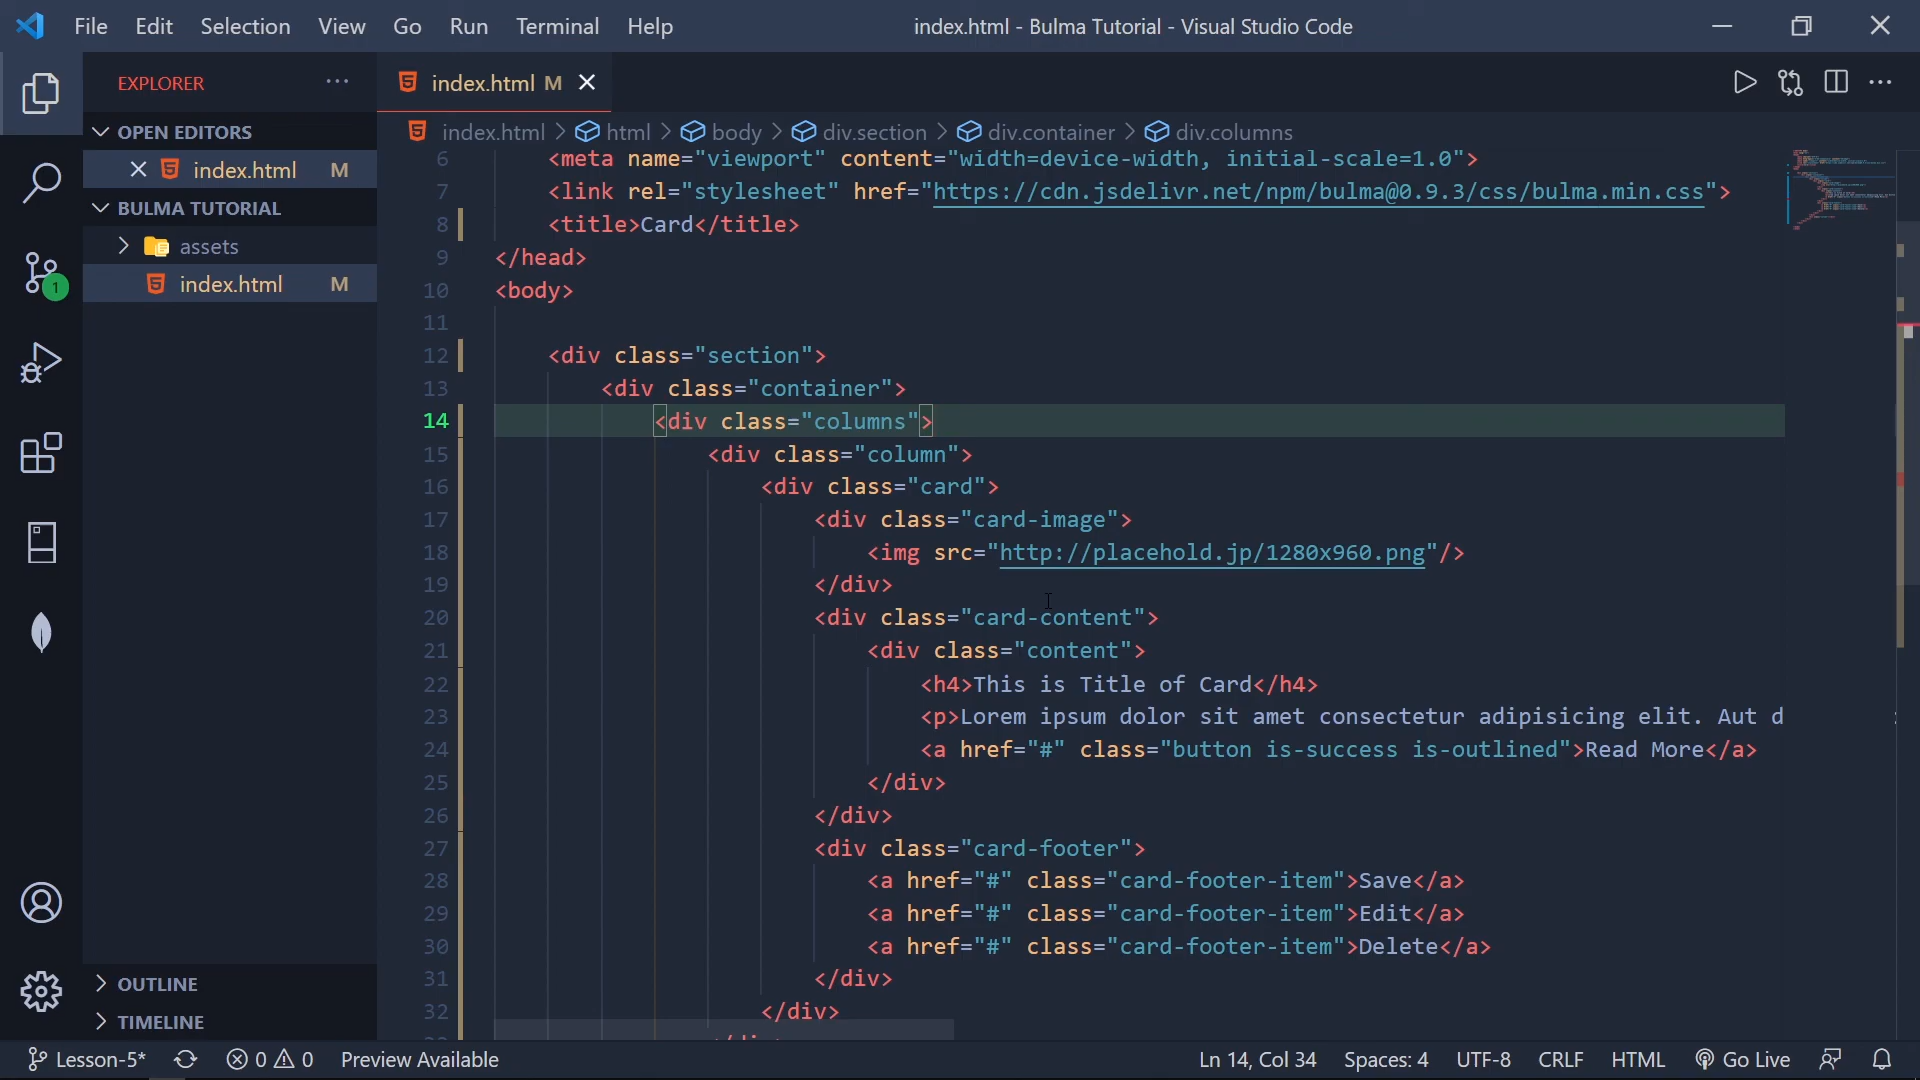 File Edit Selection View Go Run Terminal Help
index.html - Bulma Tutorial - Visual Studio Code
EXPLORER
OPEN EDITORS
index.html M
BULMA TUTORIAL
assets
index.html M
1
OUTLINE
TIMELINE
index.html M
index.html > html > body > div.section > div.container > div.columns
6 <meta name="viewport" content="width=device-width, initial-scale=1.0">
7 <link rel="stylesheet" href="https://cdn.jsdelivr.net/npm/bulma@0.9.3/css/bulma.min.css">
8 <title>Card</title>
9 </head>
10 <body>
11
12 <div class="section">
13 <div class="container">
14 <div class="columns">
15 <div class="column">
16 <div class="card">
17 <div class="card-image">
18 <img src="http://placehold.jp/1280x960.png"/>
19 </div>
20 <div class="card-content">
21 <div class="content">
22 <h4>This is Title of Card</h4>
23 <p>Lorem ipsum dolor sit amet consectetur adipisicing elit. Aut d
24 <a href="#" class="button is-success is-outlined">Read More</a>
25 </div>
26 </div>
27 <div class="card-footer">
28 <a href="#" class="card-footer-item">Save</a>
29 <a href="#" class="card-footer-item">Edit</a>
30 <a href="#" class="card-footer-item">Delete</a>
31 </div>
32 </div>
Lesson-5* 0 0 Preview Available Ln 14, Col 34 Spaces: 4 UTF-8 CRLF HTML Go Live